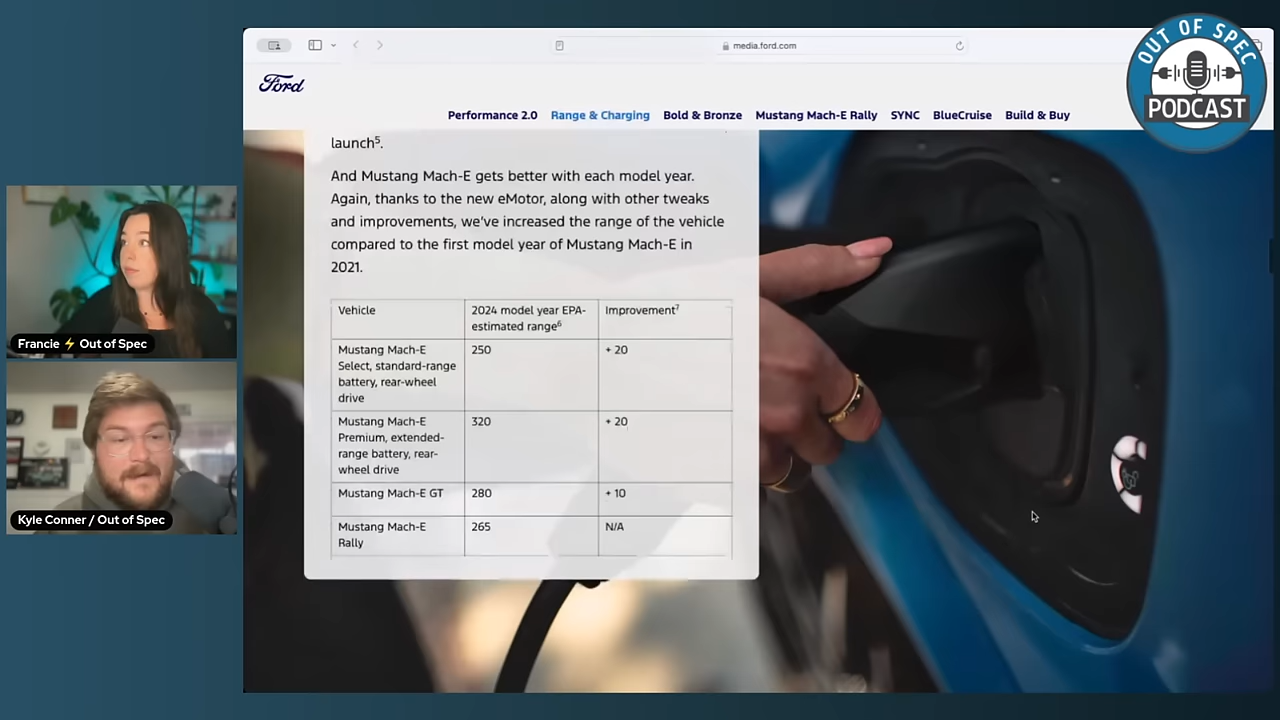 media.ford.com
Ford
Performance 2.0 Range & Charging Bold & Bronze Mustang Mach-E Rally SYNC BlueCruise Build & Buy
OUT OF SPEC
PODCAST
launch⁵.
And Mustang Mach-E gets better with each model year.
Again, thanks to the new eMotor, along with other tweaks
and improvements, we've increased the range of the vehicle
compared to the first model year of Mustang Mach-E in
2021.
Vehicle
2024 model year EPA-
estimated range⁶
Improvement⁷
Mustang Mach-E
Select, standard-range
battery, rear-wheel
drive
250
+ 20
Mustang Mach-E
Premium, extended-
range battery, rear-
wheel drive
320
+ 20
Mustang Mach-E GT
280
+ 10
Mustang Mach-E
Rally
265
N/A
Francie ⚡ Out of Spec
Kyle Conner / Out of Spec